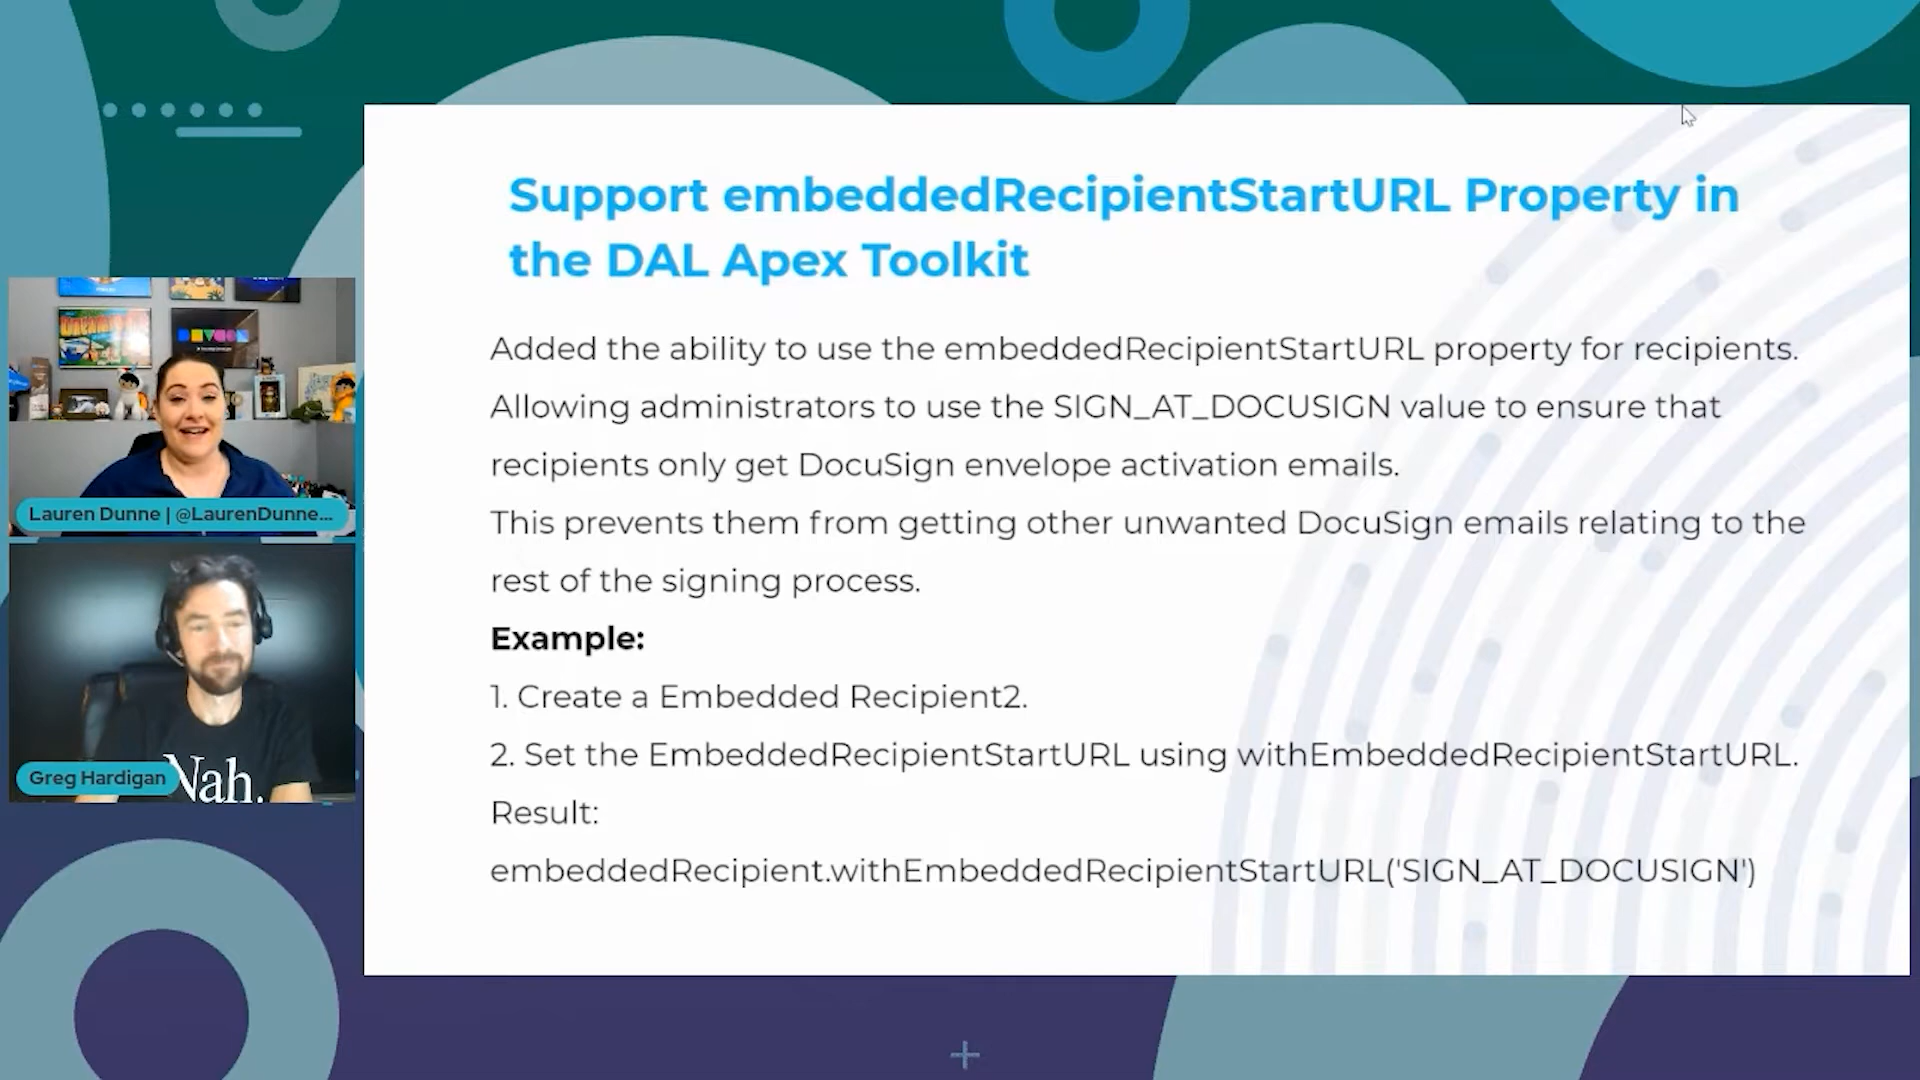 Support embeddedRecipientStartURL Property in
the DAL Apex Toolkit
Added the ability to use the embeddedRecipientStartURL property for recipients.
Allowing administrators to use the SIGN_AT_DOCUSIGN value to ensure that
recipients only get DocuSign envelope activation emails.
This prevents them from getting other unwanted DocuSign emails relating to the
rest of the signing process.
Example:
1. Create a Embedded Recipient2.
2. Set the EmbeddedRecipientStartURL using withEmbeddedRecipientStartURL.
Result:
embeddedRecipient.withEmbeddedRecipientStartURL('SIGN_AT_DOCUSIGN')
Lauren Dunne | @LaurenDunne...
Nah.
Greg Hardigan